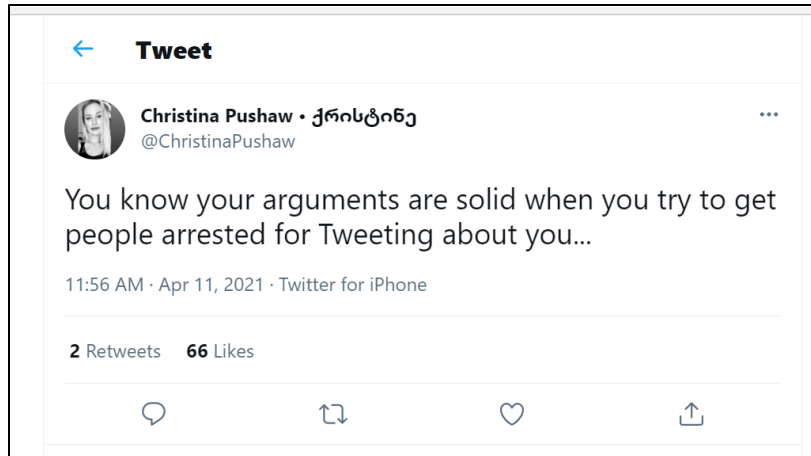 Tweet
Christina Pushaw • ქრისტინე
@ChristinaPushaw
You know your arguments are solid when you try to get
people arrested for Tweeting about you...
11:56 AM · Apr 11, 2021 · Twitter for iPhone
2 Retweets 66 Likes